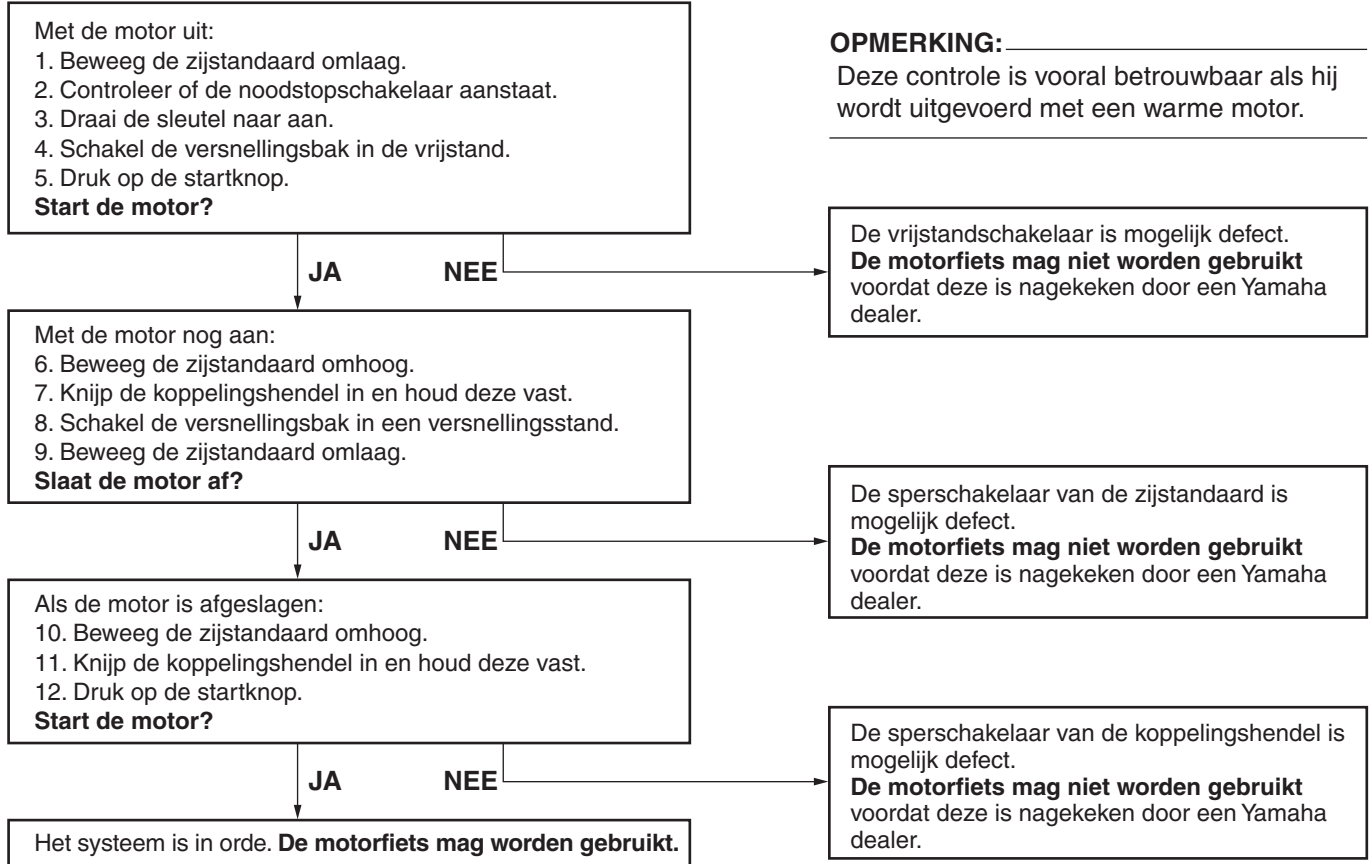 Met de motor uit:
1. Beweeg de zijstandaard omlaag.
2. Controleer of de noodstopschakelaar aanstaat.
3. Draai de sleutel naar aan.
4. Schakel de versnellingsbak in de vrijstand.
5. Druk op de startknop.
Start de motor?
OPMERKING:
Deze controle is vooral betrouwbaar als hij
wordt uitgevoerd met een warme motor.
JA NEE
De vrijstandschakelaar is mogelijk defect.
De motorfiets mag niet worden gebruikt
voordat deze is nagekeken door een Yamaha
dealer.
Met de motor nog aan:
6. Beweeg de zijstandaard omhoog.
7. Knijp de koppelingshendel in en houd deze vast.
8. Schakel de versnellingsbak in een versnellingsstand.
9. Beweeg de zijstandaard omlaag.
Slaat de motor af?
JA NEE
De sperschakelaar van de zijstandaard is
mogelijk defect.
De motorfiets mag niet worden gebruikt
voordat deze is nagekeken door een Yamaha
dealer.
Als de motor is afgeslagen:
10. Beweeg de zijstandaard omhoog.
11. Knijp de koppelingshendel in en houd deze vast.
12. Druk op de startknop.
Start de motor?
JA NEE
De sperschakelaar van de koppelingshendel is
mogelijk defect.
De motorfiets mag niet worden gebruikt
voordat deze is nagekeken door een Yamaha
dealer.
Het systeem is in orde. De motorfiets mag worden gebruikt.